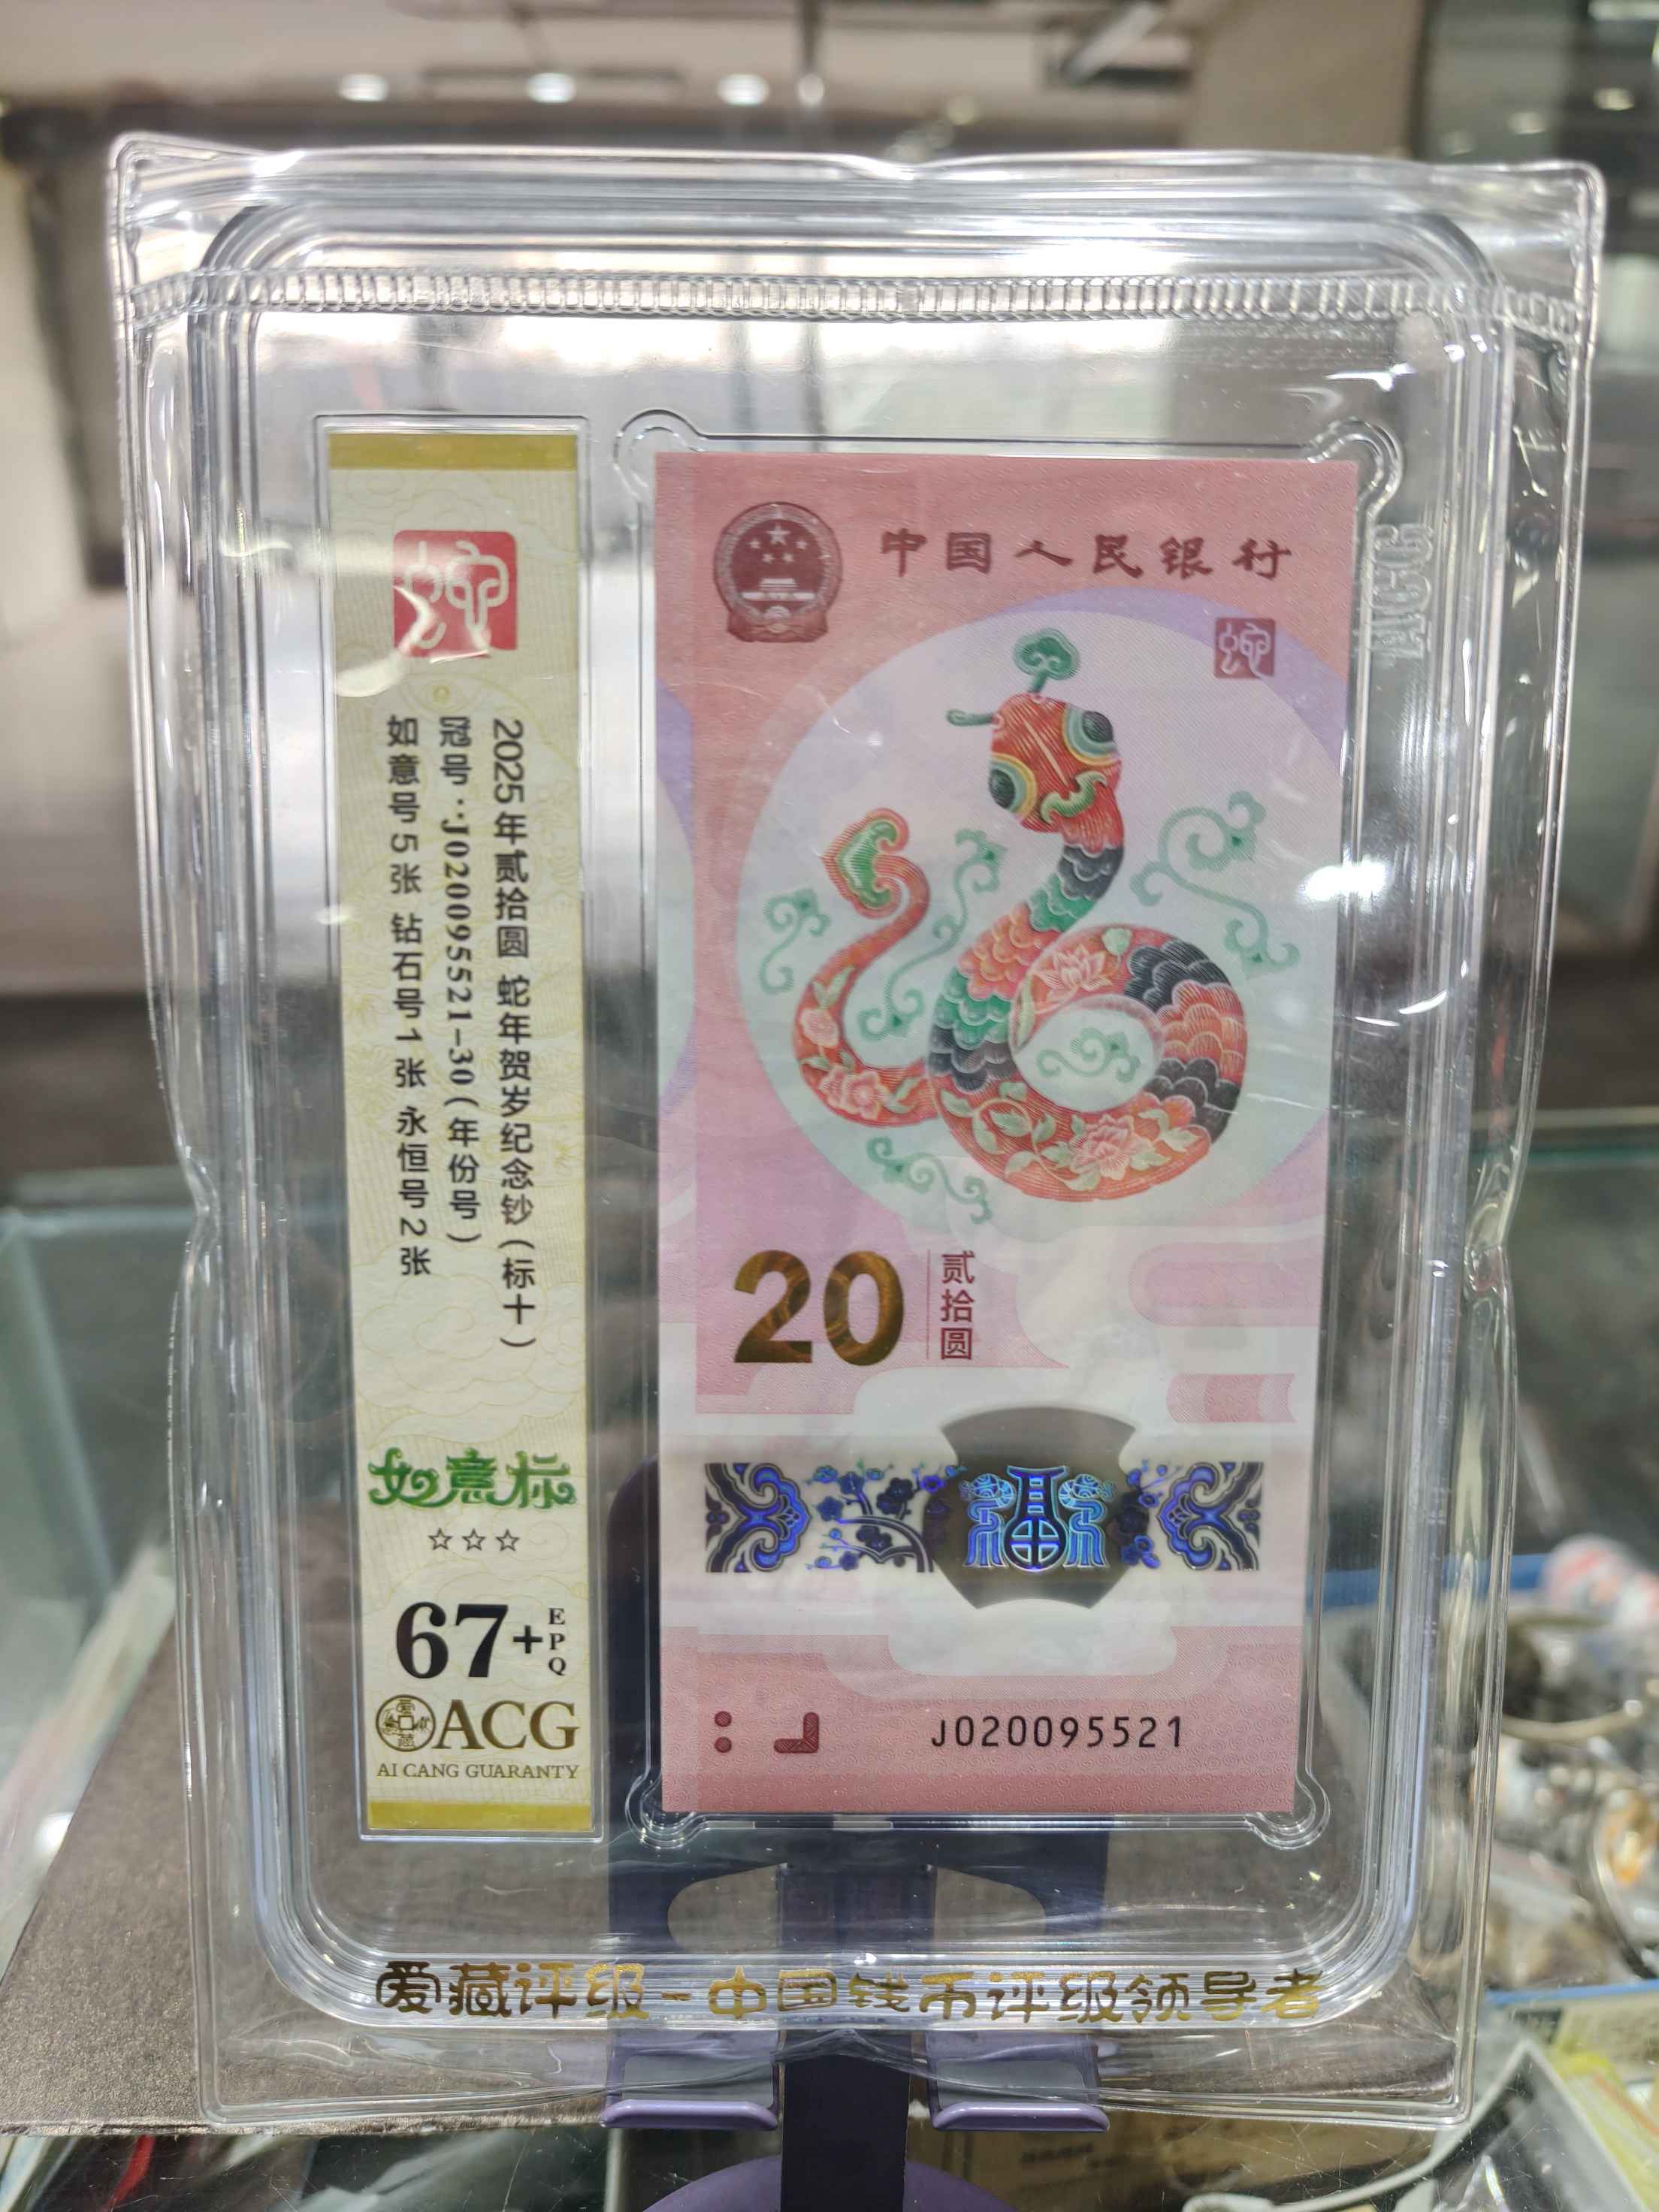 蛇
2025年贰拾圆 蛇年贺岁纪念钞(标十)
冠号:J020095521-30(年份号)
如意号5张 钻石号1张 永恒号2张
如意标
☆☆☆
67+EPQ
ACG
AI CANG GUARANTY
中国人民银行
蛇
20
贰拾圆
福
J020095521
ACG
爱藏评级-中国钱币评级领导者